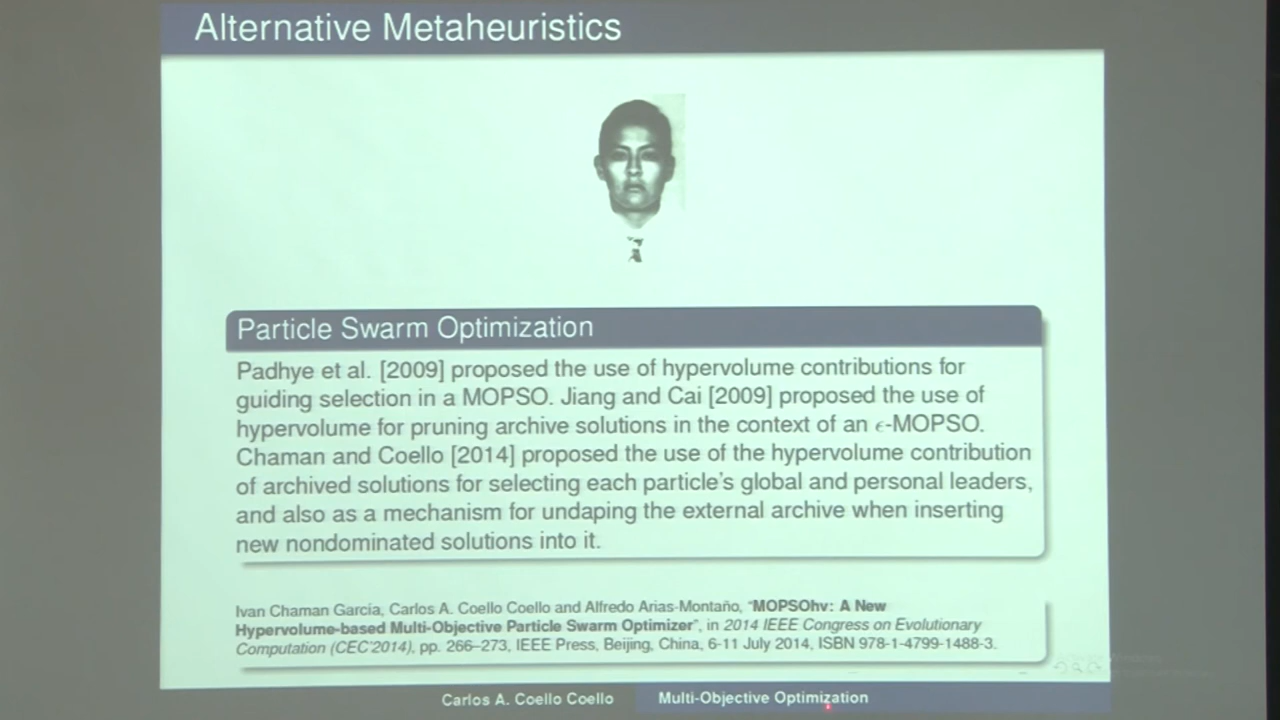 Alternative Metaheuristics
Particle Swarm Optimization
Padhye et al. [2009] proposed the use of hypervolume contributions for
guiding selection in a MOPSO. Jiang and Cai [2009] proposed the use of
hypervolume for pruning archive solutions in the context of an ϵ-MOPSO.
Chaman and Coello [2014] proposed the use of the hypervolume contribution
of archived solutions for selecting each particle's global and personal leaders,
and also as a mechanism for undaping the external archive when inserting
new nondominated solutions into it.
Ivan Chaman García, Carlos A. Coello Coello and Alfredo Arias-Montaño, "MOPSOhv: A New
Hypervolume-based Multi-Objective Particle Swarm Optimizer", in 2014 IEEE Congress on Evolutionary
Computation (CEC'2014), pp. 266–273, IEEE Press, Beijing, China, 6-11 July 2014, ISBN 978-1-4799-1488-3.
Carlos A. Coello Coello Multi-Objective Optimization